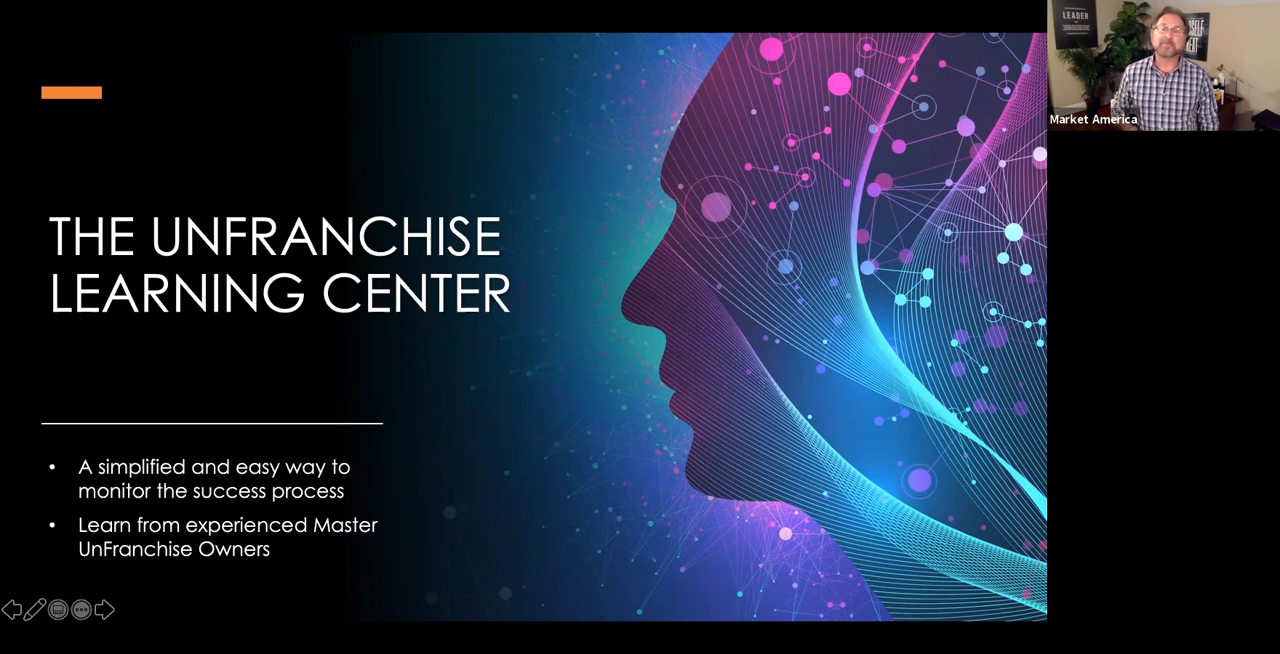 THE UNFRANCHISE
LEARNING CENTER
• A simplified and easy way to
monitor the success process
• Learn from experienced Master
UnFranchise Owners
LEADER
Market America